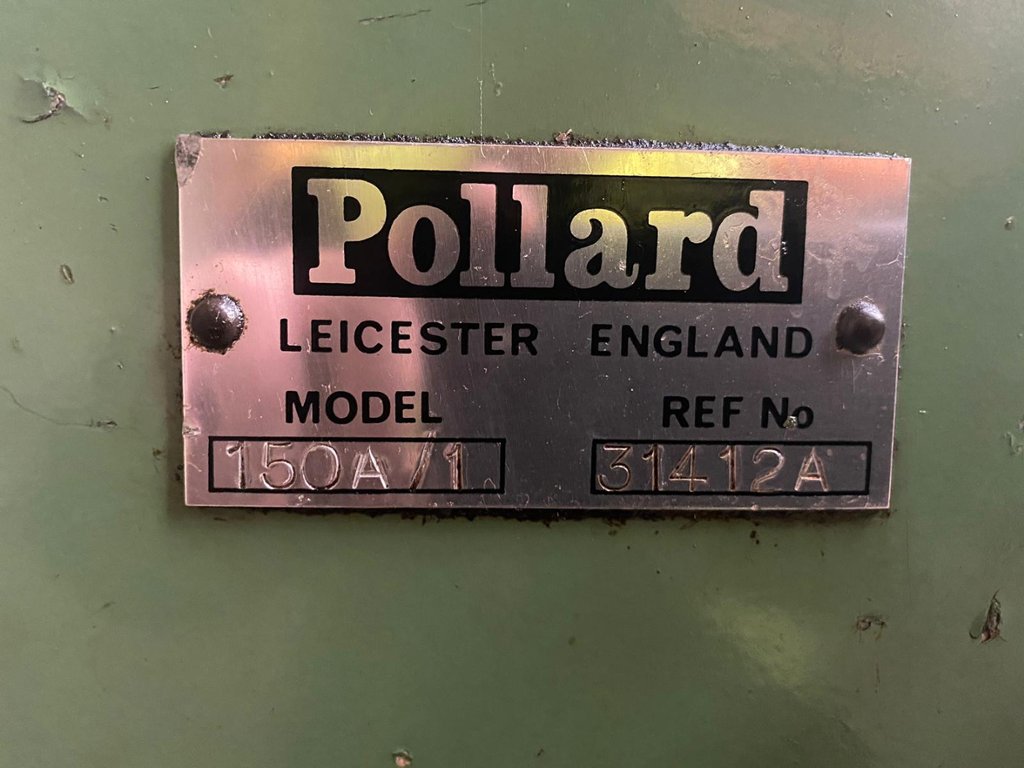 Pollard
LEICESTER ENGLAND
MODEL REF No
150A/1 31412A